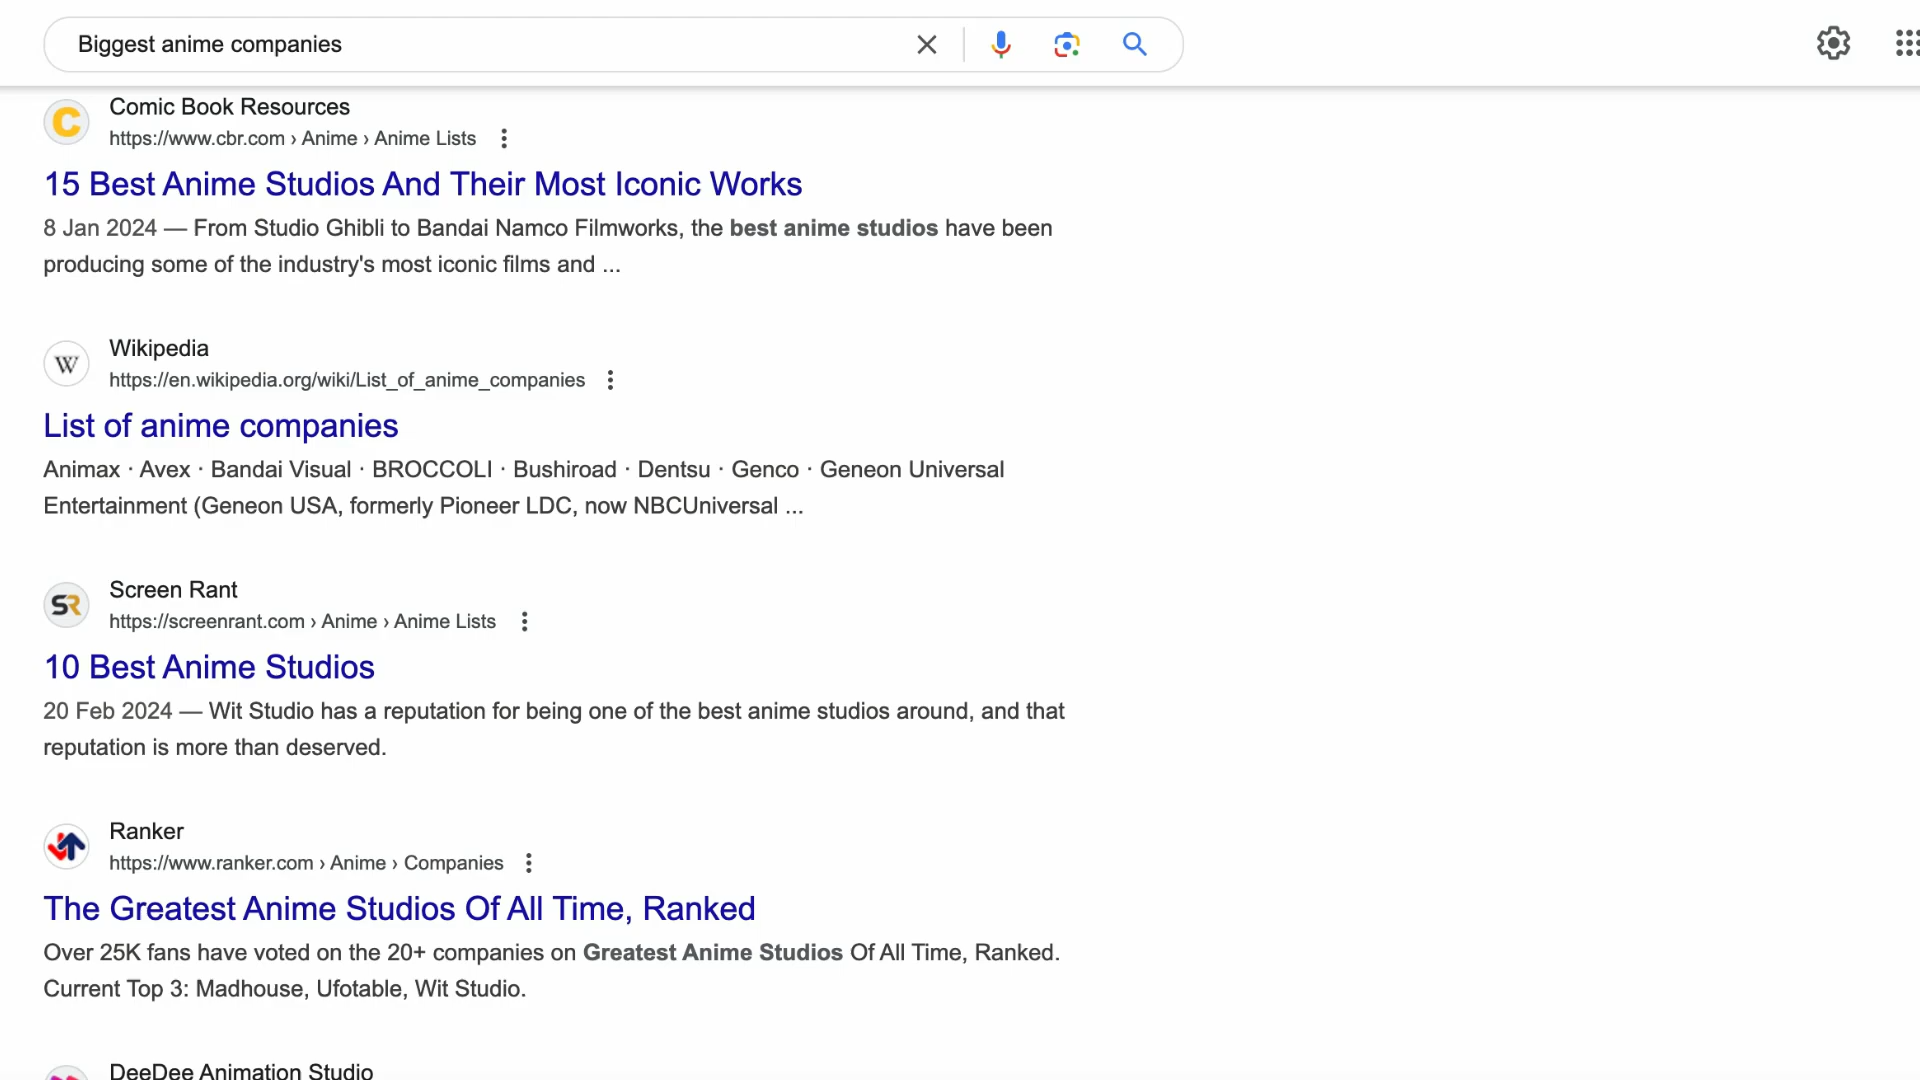 Biggest anime companies
Comic Book Resources
https://www.cbr.com › Anime › Anime Lists
15 Best Anime Studios And Their Most Iconic Works
8 Jan 2024 — From Studio Ghibli to Bandai Namco Filmworks, the best anime studios have been
producing some of the industry's most iconic films and ...
W
Wikipedia
https://en.wikipedia.org/wiki/List_of_anime_companies
List of anime companies
Animax · Avex · Bandai Visual · BROCCOLI · Bushiroad · Dentsu · Genco · Geneon Universal
Entertainment (Geneon USA, formerly Pioneer LDC, now NBCUniversal ...
SR
Screen Rant
https://screenrant.com › Anime › Anime Lists
10 Best Anime Studios
20 Feb 2024 — Wit Studio has a reputation for being one of the best anime studios around, and that
reputation is more than deserved.
Ranker
https://www.ranker.com › Anime › Companies
The Greatest Anime Studios Of All Time, Ranked
Over 25K fans have voted on the 20+ companies on Greatest Anime Studios Of All Time, Ranked.
Current Top 3: Madhouse, Ufotable, Wit Studio.
DeeDee Animation Studio